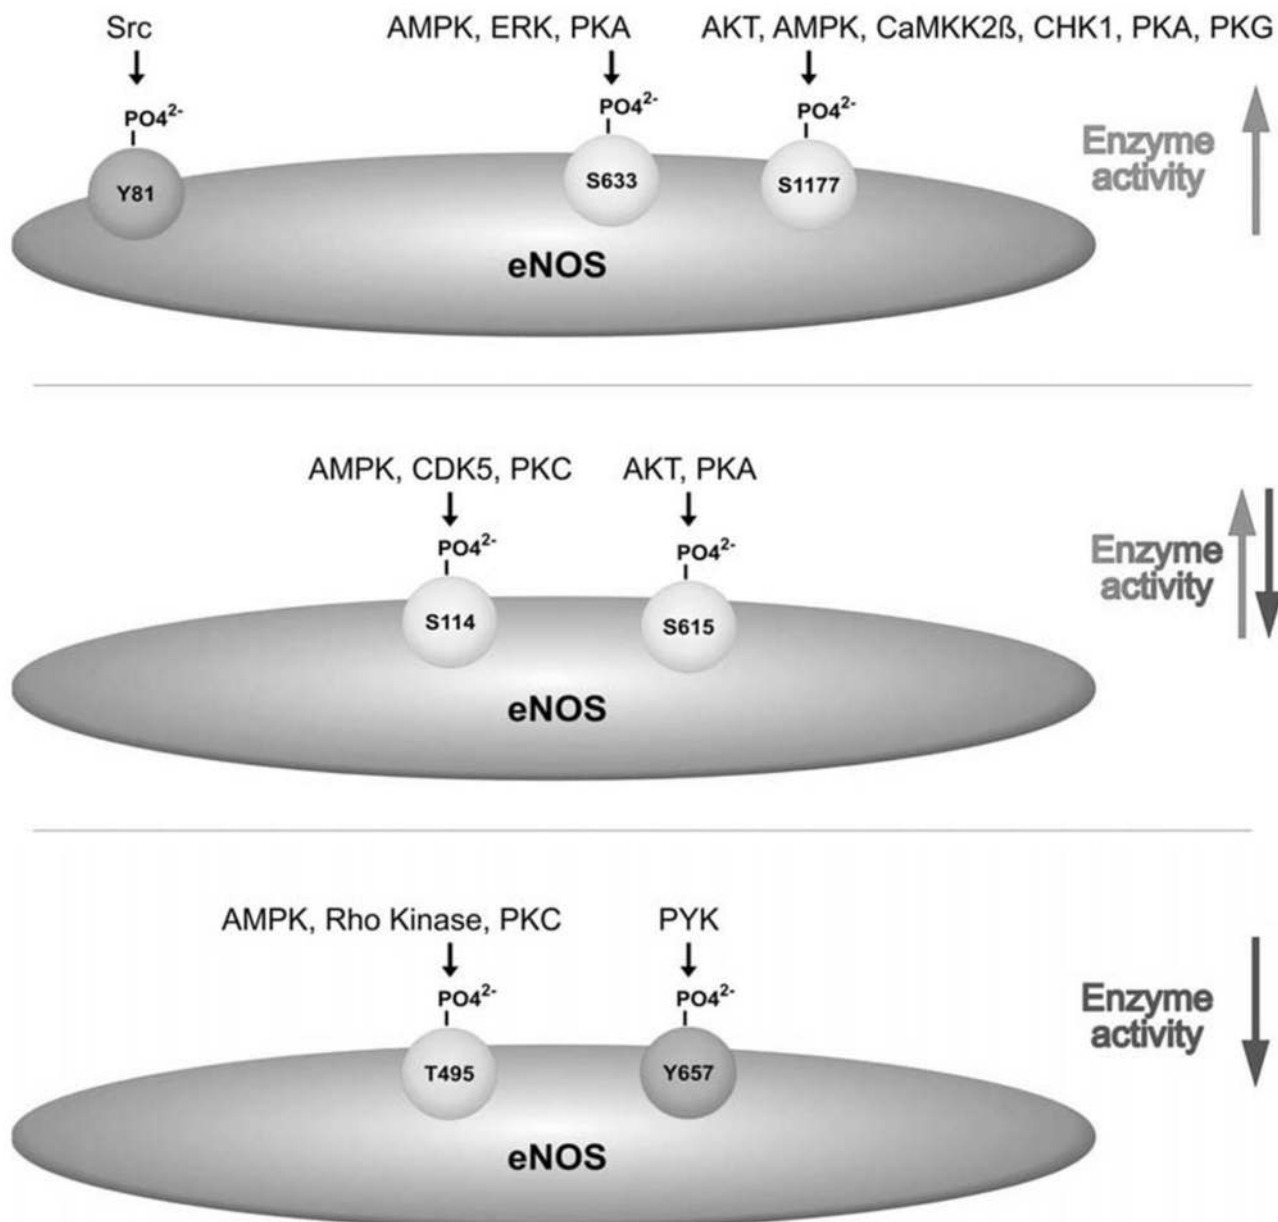 Src
AMPK, ERK, PKA
AKT, AMPK, CaMKK2ß, CHK1, PKA, PKG
PO4²⁻
PO4²⁻
PO4²⁻
Enzyme
activity
Y81
S633
S1177
eNOS
AMPK, CDK5, PKC
AKT, PKA
PO4²⁻
PO4²⁻
Enzyme
activity
S114
S615
eNOS
AMPK, Rho Kinase, PKC
PYK
PO4²⁻
PO4²⁻
Enzyme
activity
T495
Y657
eNOS